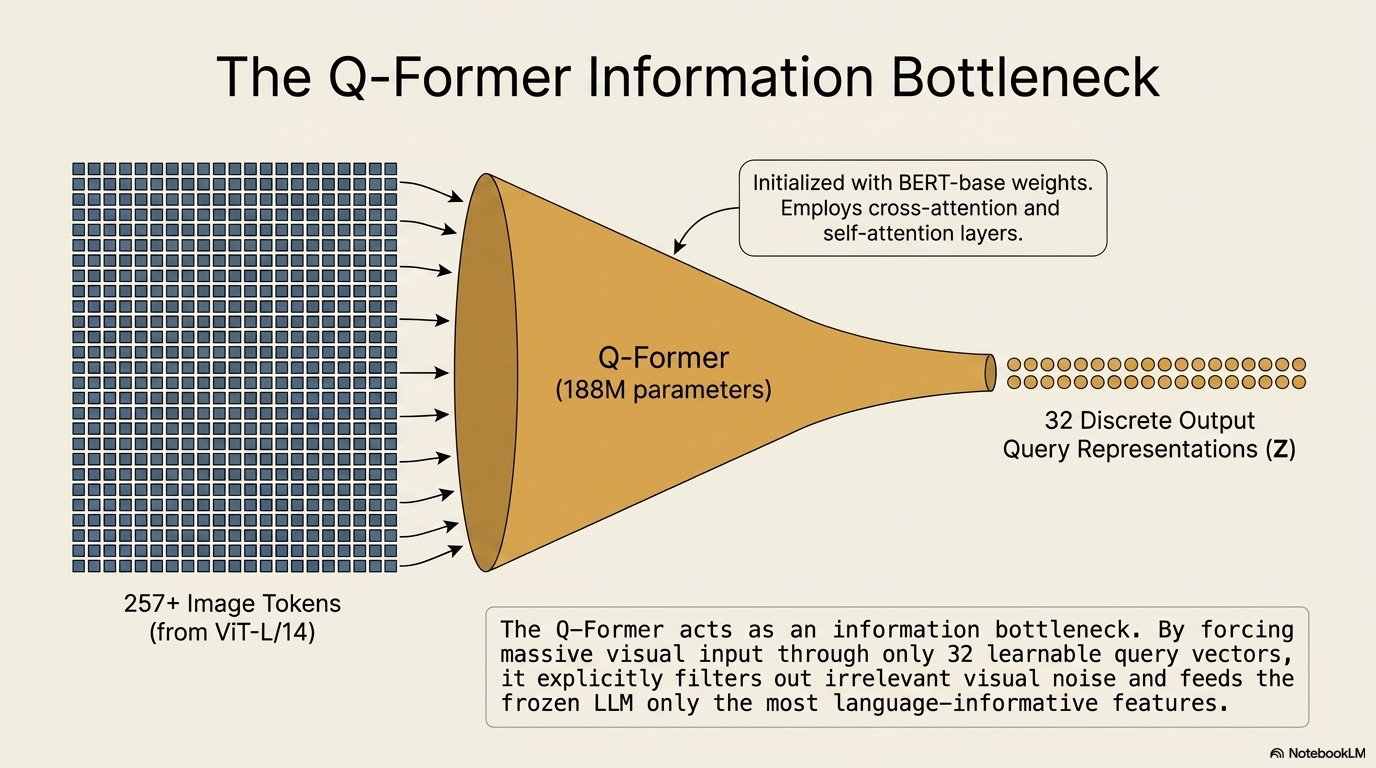 The Q-Former Information Bottleneck
Initialized with BERT-base weights.
Employs cross-attention and
self-attention layers.
Q-Former
(188M parameters)
32 Discrete Output
Query Representations (Z)
257+ Image Tokens
(from ViT-L/14)
The Q-Former acts as an information bottleneck. By forcing
massive visual input through only 32 learnable query vectors,
it explicitly filters out irrelevant visual noise and feeds the
frozen LLM only the most language-informative features.
NotebookLM